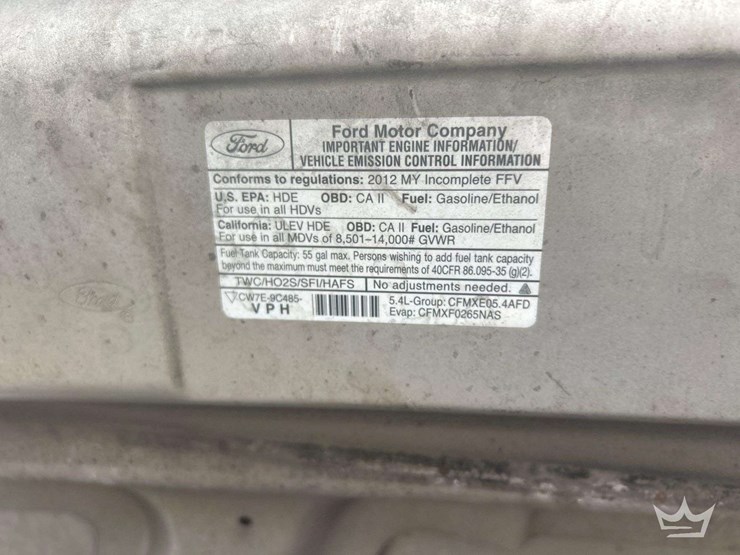 Ford
Ford Motor Company
IMPORTANT ENGINE INFORMATION/
VEHICLE EMISSION CONTROL INFORMATION
Conforms to regulations: 2012 MY Incomplete FFV
U.S. EPA: HDE OBD: CA II Fuel: Gasoline/Ethanol
For use in all HDVs
California: ULEV HDE OBD: CA II Fuel: Gasoline/Ethanol
For use in all MDVs of 8,501-14,000# GVWR
Fuel Tank Capacity: 55 gal max. Persons wishing to add fuel tank capacity
beyond the maximum must meet the requirements of 40CFR 86.095-35 (g)(2).
TWC/HO2S/SFI/HAFS No adjustments needed.
CW7E-9C485-
VPH
5.4L-Group: CFMXE05.4AFD
Evap: CFMXF0265NAS
Ford